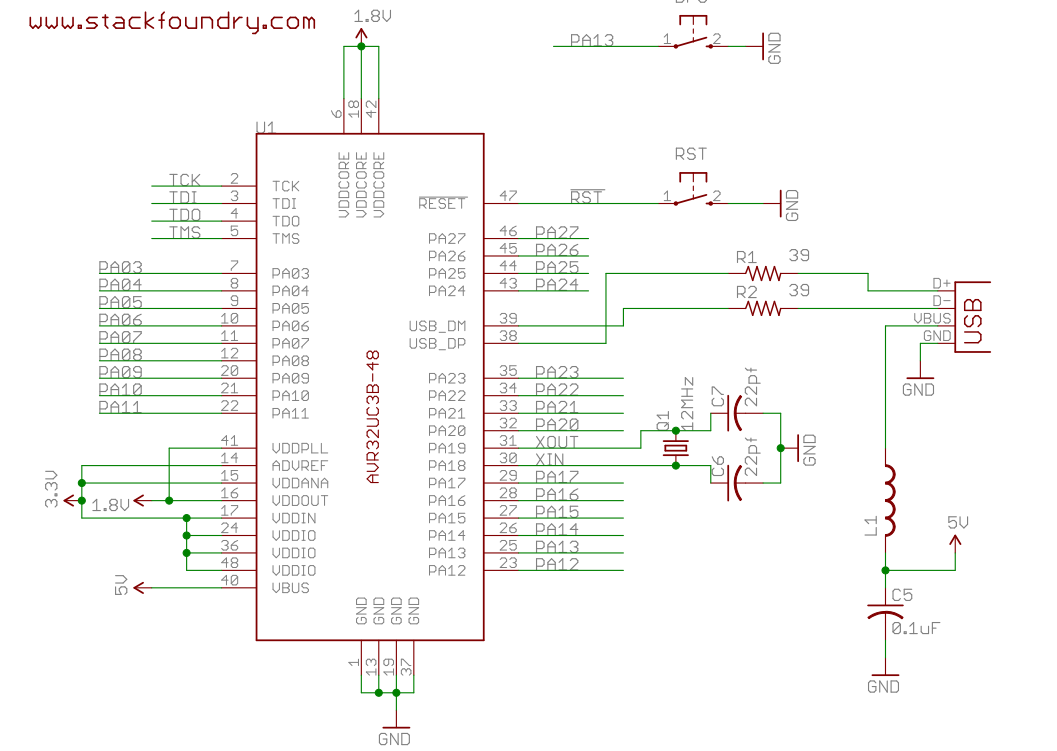 www.stackfoundry.com
1.8V
PA13 1 2 GND
6 18 42
U1
VDDCORE VDDCORE VDDCORE
RST
TCK 2 TCK
TDI 3 TDI
TDO 4 TDO
TMS 5 TMS
RESET 47 RST 1 2 GND
PA27 46 PA27
PA26 45 PA26
PA25 44 PA25
PA24 43 PA24
PA03 7 PA03
PA04 8 PA04
PA05 9 PA05
PA06 10 PA06
PA07 11 PA07
PA08 12 PA08
PA09 20 PA09
PA10 21 PA10
PA11 22 PA11
R1 39
R2 39
USB_DM 39
USB_DP 38
D+
D-
VBUS
GND
USB
GND
AVR32UC3B-48
PA23 35 PA23
PA22 34 PA22
PA21 33 PA21
PA20 32 PA20
PA19 31 XOUT
PA18 30 XIN
PA17 29 PA17
PA16 28 PA16
PA15 27 PA15
PA14 26 PA14
PA13 25 PA13
PA12 23 PA12
Q1
12MHz
C7
22pf
C6
22pf
GND
41 VDDPLL
14 ADVREF
15 VDDANA
16 VDDOUT
17 VDDIN
24 VDDIO
36 VDDIO
48 VDDIO
40 VBUS
3.3V
1.8V
5V
L1
5V
C5
0.1uF
GND
GND GND GND GND
1 13 19 37
GND